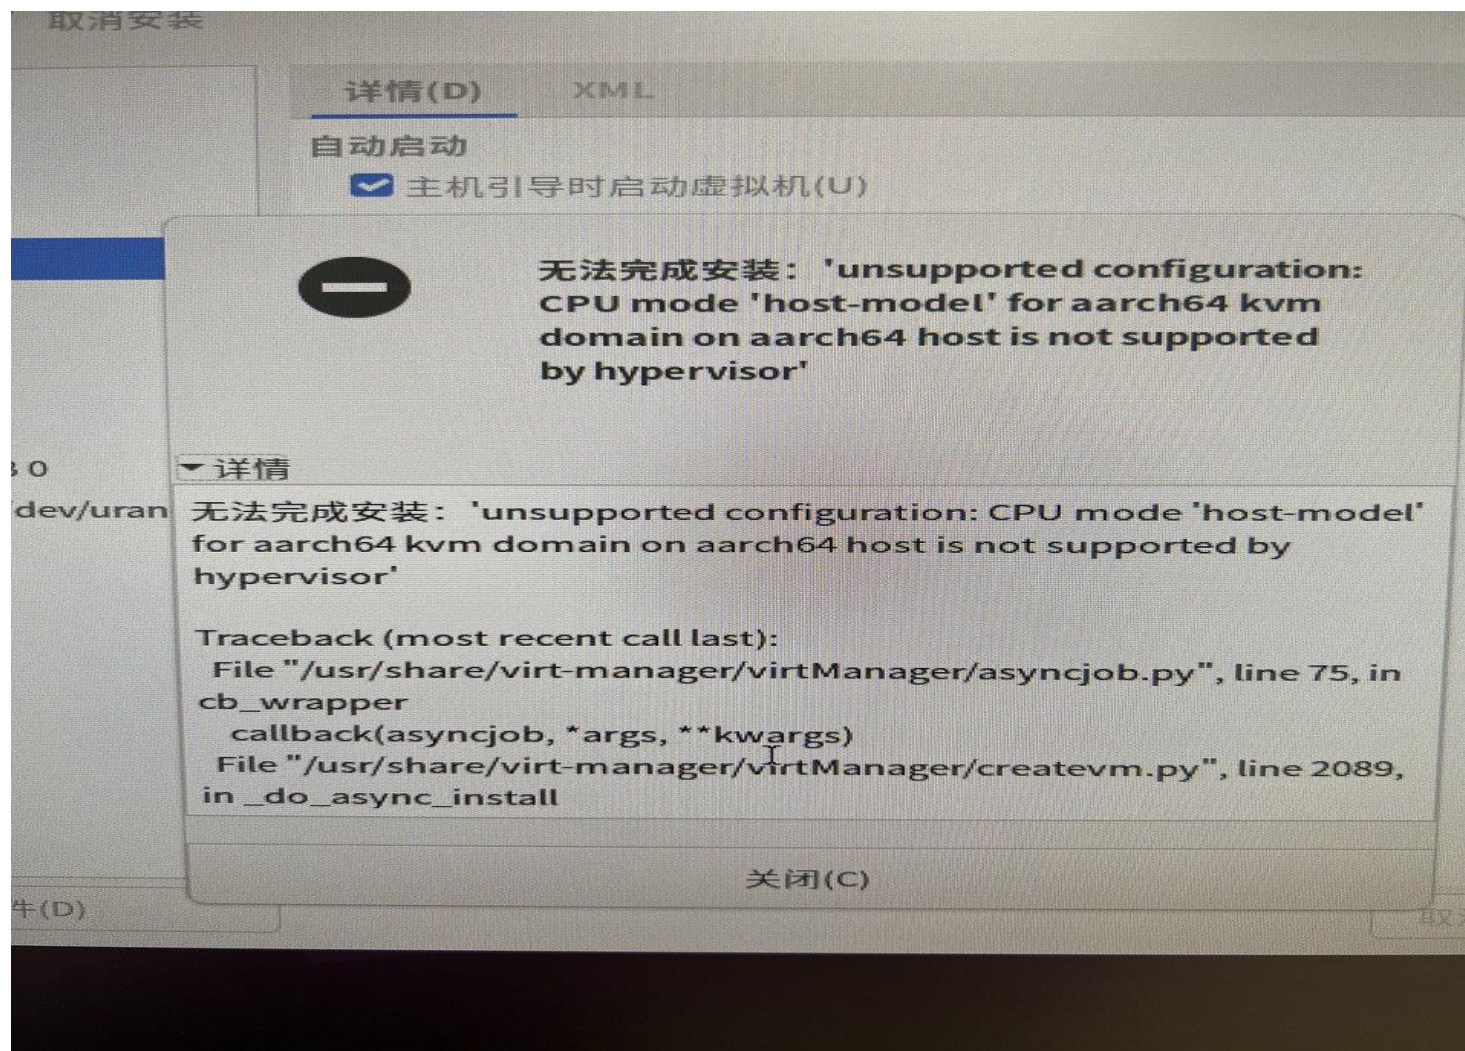 取消安装
详情(D) XML
自动启动
主机引导时启动虚拟机(U)
无法完成安装：'unsupported configuration:
CPU mode 'host-model' for aarch64 kvm
domain on aarch64 host is not supported
by hypervisor'
0
详情
dev/uran
无法完成安装：'unsupported configuration: CPU mode 'host-model'
for aarch64 kvm domain on aarch64 host is not supported by
hypervisor'
Traceback (most recent call last):
File "/usr/share/virt-manager/virtManager/asyncjob.py", line 75, in
cb_wrapper
callback(asyncjob, *args, **kwargs)
File "/usr/share/virt-manager/virtManager/createvm.py", line 2089,
in _do_async_install
关闭(C)
件(D)
取